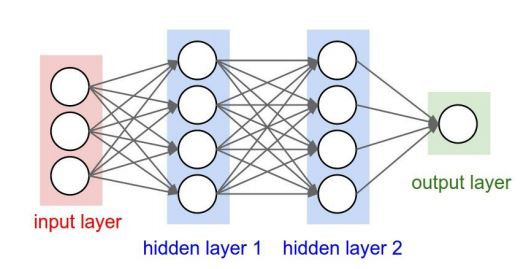 input layer
hidden layer 1
hidden layer 2
output layer